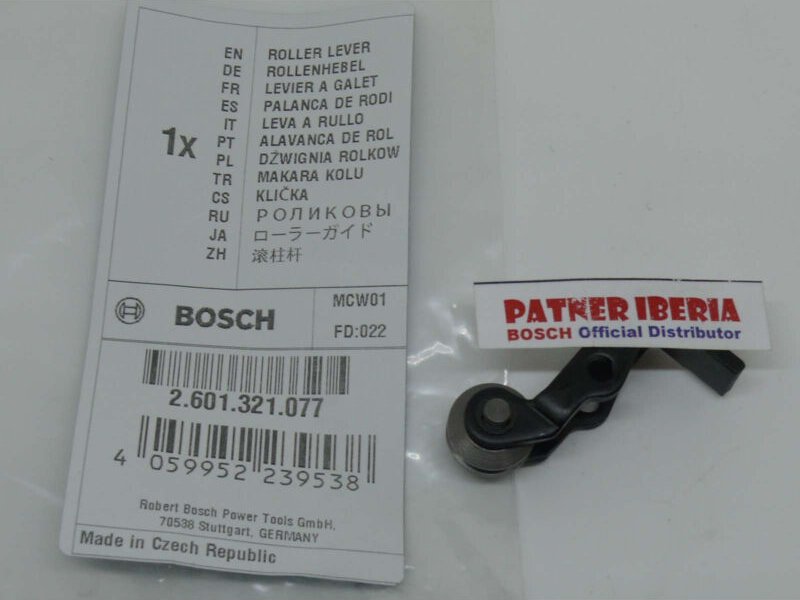 1x
EN ROLLER LEVER
DE ROLLENHEBEL
FR LEVIER A GALET
ES PALANCA DE RODI
IT LEVA A RULLO
PT ALAVANCA DE ROL
PL DŹWIGNIA ROLKOW
TR MAKARA KOLU
CS KLIČKA
RU РОЛИКОВЫ
JA ローラーガイド
ZH 滚柱杆
BOSCH
MCW01
FD:022
2.601.321.077
4 059952 239538
Robert Bosch Power Tools GmbH,
70538 Stuttgart, GERMANY
Made in Czech Republic
PATNER IBERIA
BOSCH Official Distributor